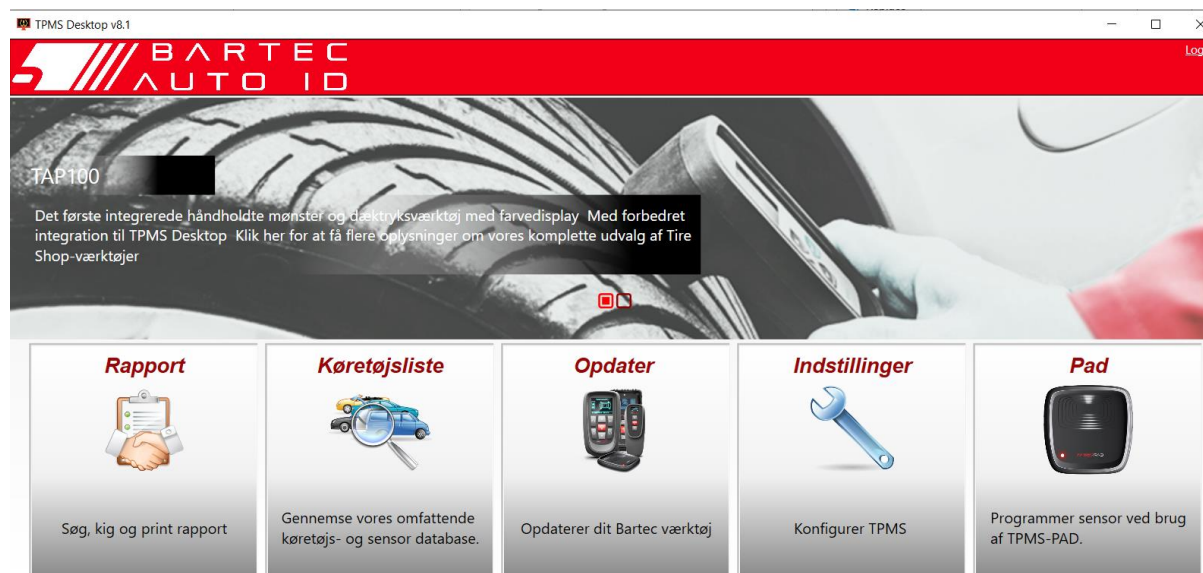 TPMS Desktop v8.1
BARTEC
AUTO ID
Log
TAP100
Det første integrerede håndholdte mønster og dæktryksværktøj med farvedisplay Med forbedret
integration til TPMS Desktop Klik her for at få flere oplysninger om vores komplette udvalg af Tire
Shop-værktøjer
Rapport
Køretøjsliste
Opdater
Indstillinger
Pad
Søg, kig og print rapport
Gennemse vores omfattende
køretøjs- og sensor database.
Opdaterer dit Bartec værktøj
Konfigurer TPMS
Programmer sensor ved brug
af TPMS-PAD.